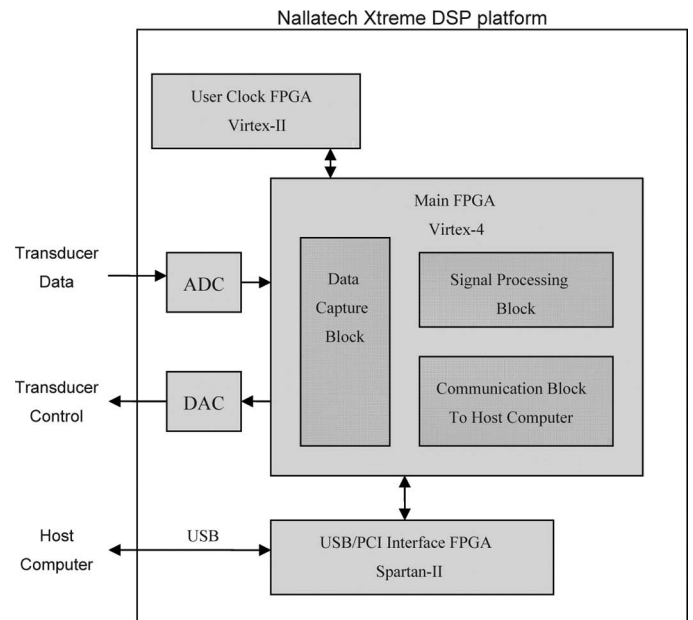 Nallatech Xtreme DSP platform
User Clock FPGA
Virtex-II
Main FPGA
Virtex-4
Transducer
Data
ADC
Data
Capture
Block
Signal Processing
Block
Transducer
Control
DAC
Communication Block
To Host Computer
Host
Computer
USB
USB/PCI Interface FPGA
Spartan-II